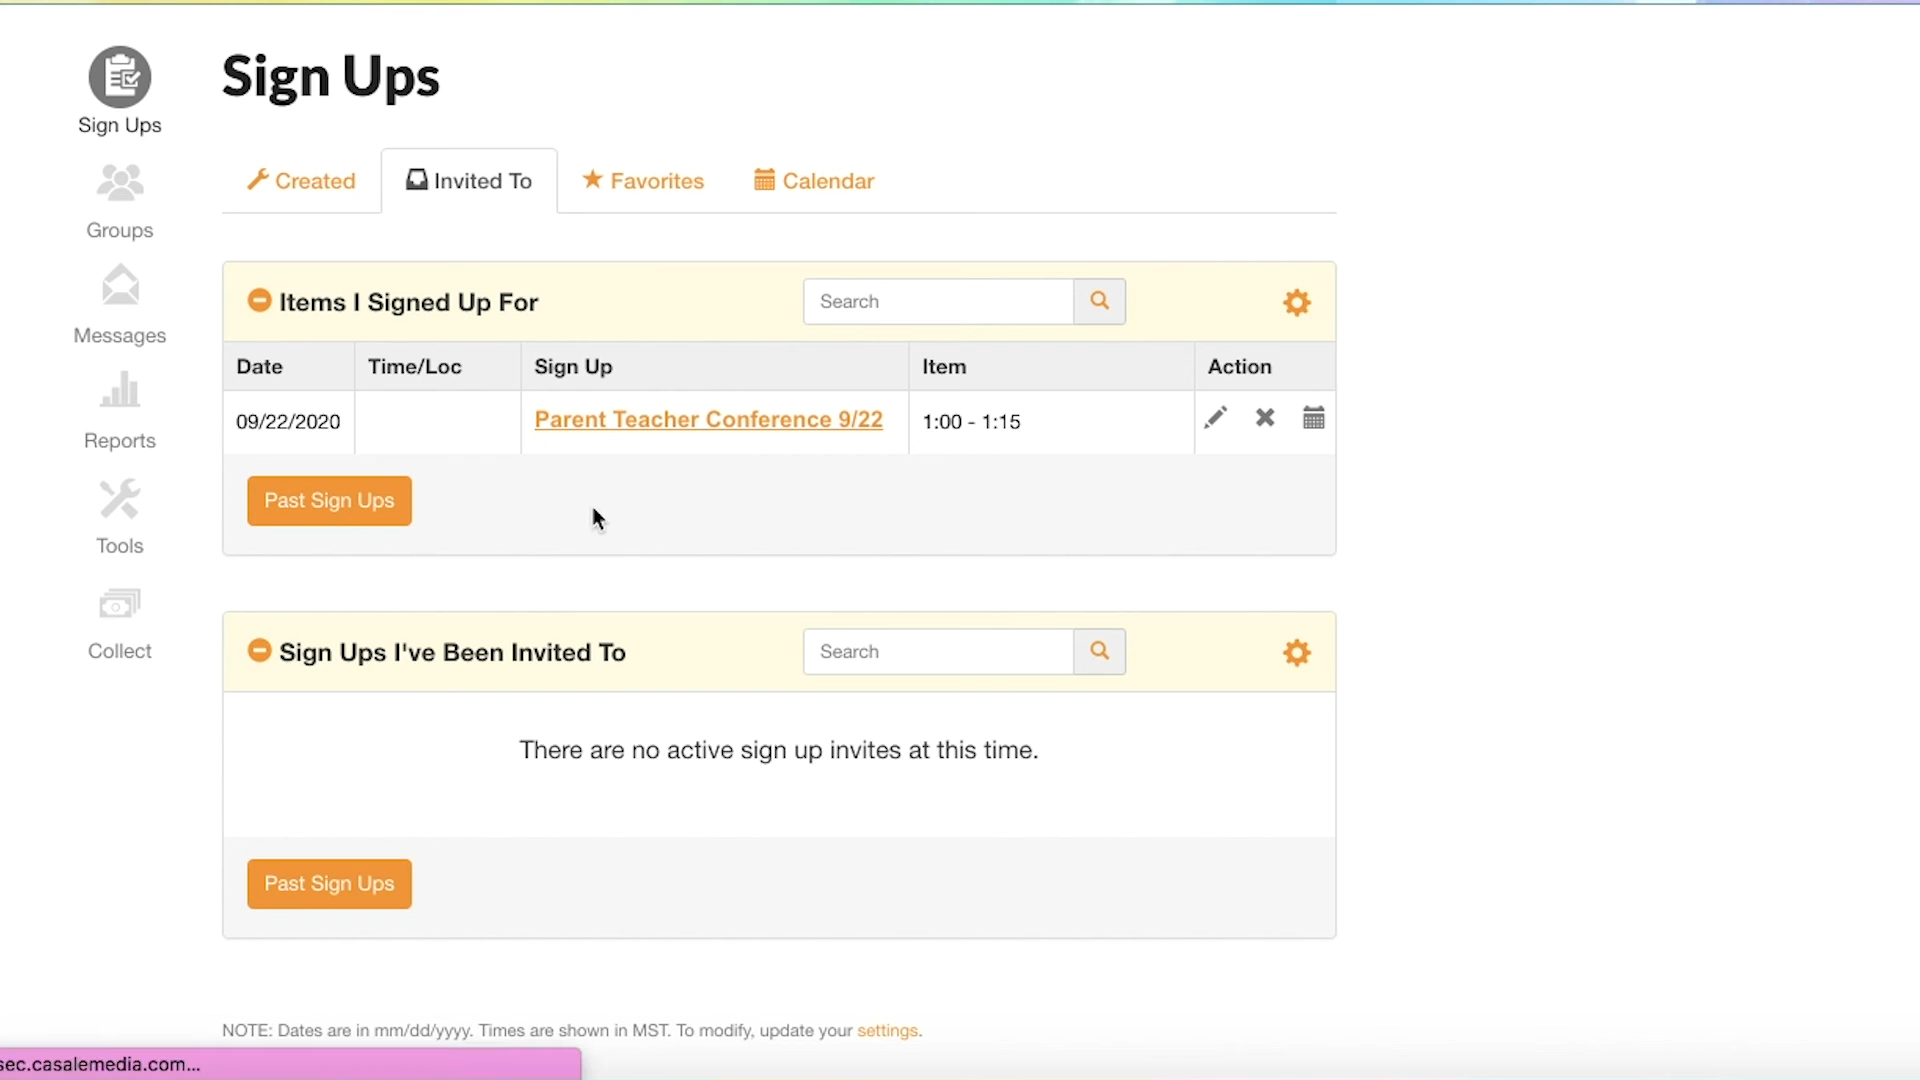 Sign Ups
Sign Ups
Groups
Messages
Reports
Tools
Collect
Created
Invited To
Favorites
Calendar
Items I Signed Up For
Search
Date
Time/Loc
Sign Up
Item
Action
09/22/2020
Parent Teacher Conference 9/22
1:00 - 1:15
Past Sign Ups
Sign Ups I've Been Invited To
Search
There are no active sign up invites at this time.
Past Sign Ups
NOTE: Dates are in mm/dd/yyyy. Times are shown in MST. To modify, update your settings.
sec.casalemedia.com...